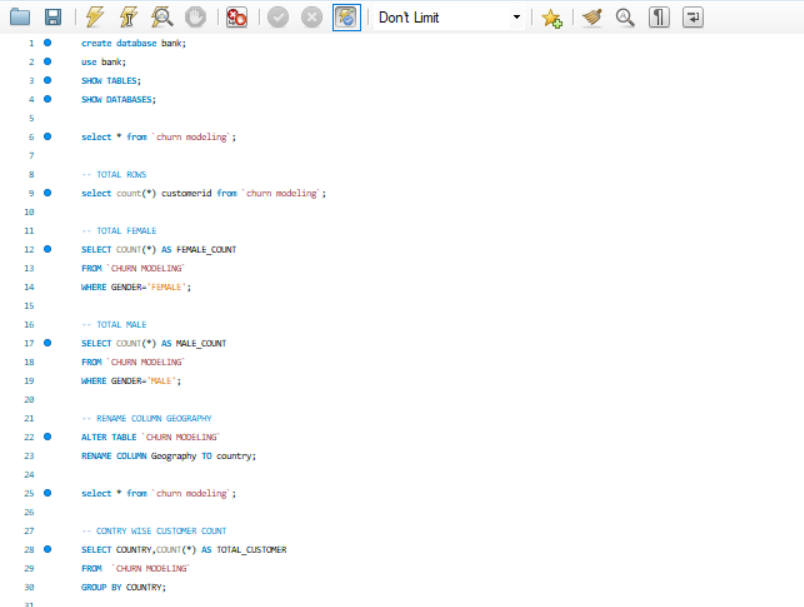 Don't Limit
1 create database bank;
2 use bank;
3 SHOW TABLES;
4 SHOW DATABASES;
5
6 select * from `churn modeling`;
7
8 -- TOTAL ROWS
9 select count(*) customerid from `churn modeling`;
10
11 -- TOTAL FEMALE
12 SELECT COUNT(*) AS FEMALE_COUNT
13 FROM `CHURN MODELING`
14 WHERE GENDER='FEMALE';
15
16 -- TOTAL MALE
17 SELECT COUNT(*) AS MALE_COUNT
18 FROM `CHURN MODELING`
19 WHERE GENDER='MALE';
20
21 -- RENAME COLUMN GEOGRAPHY
22 ALTER TABLE `CHURN MODELING`
23 RENAME COLUMN Geography TO country;
24
25 select * from `churn modeling`;
26
27 -- CONTRY WISE CUSTOMER COUNT
28 SELECT COUNTRY,COUNT(*) AS TOTAL_CUSTOMER
29 FROM `CHURN MODELING`
30 GROUP BY COUNTRY;
31